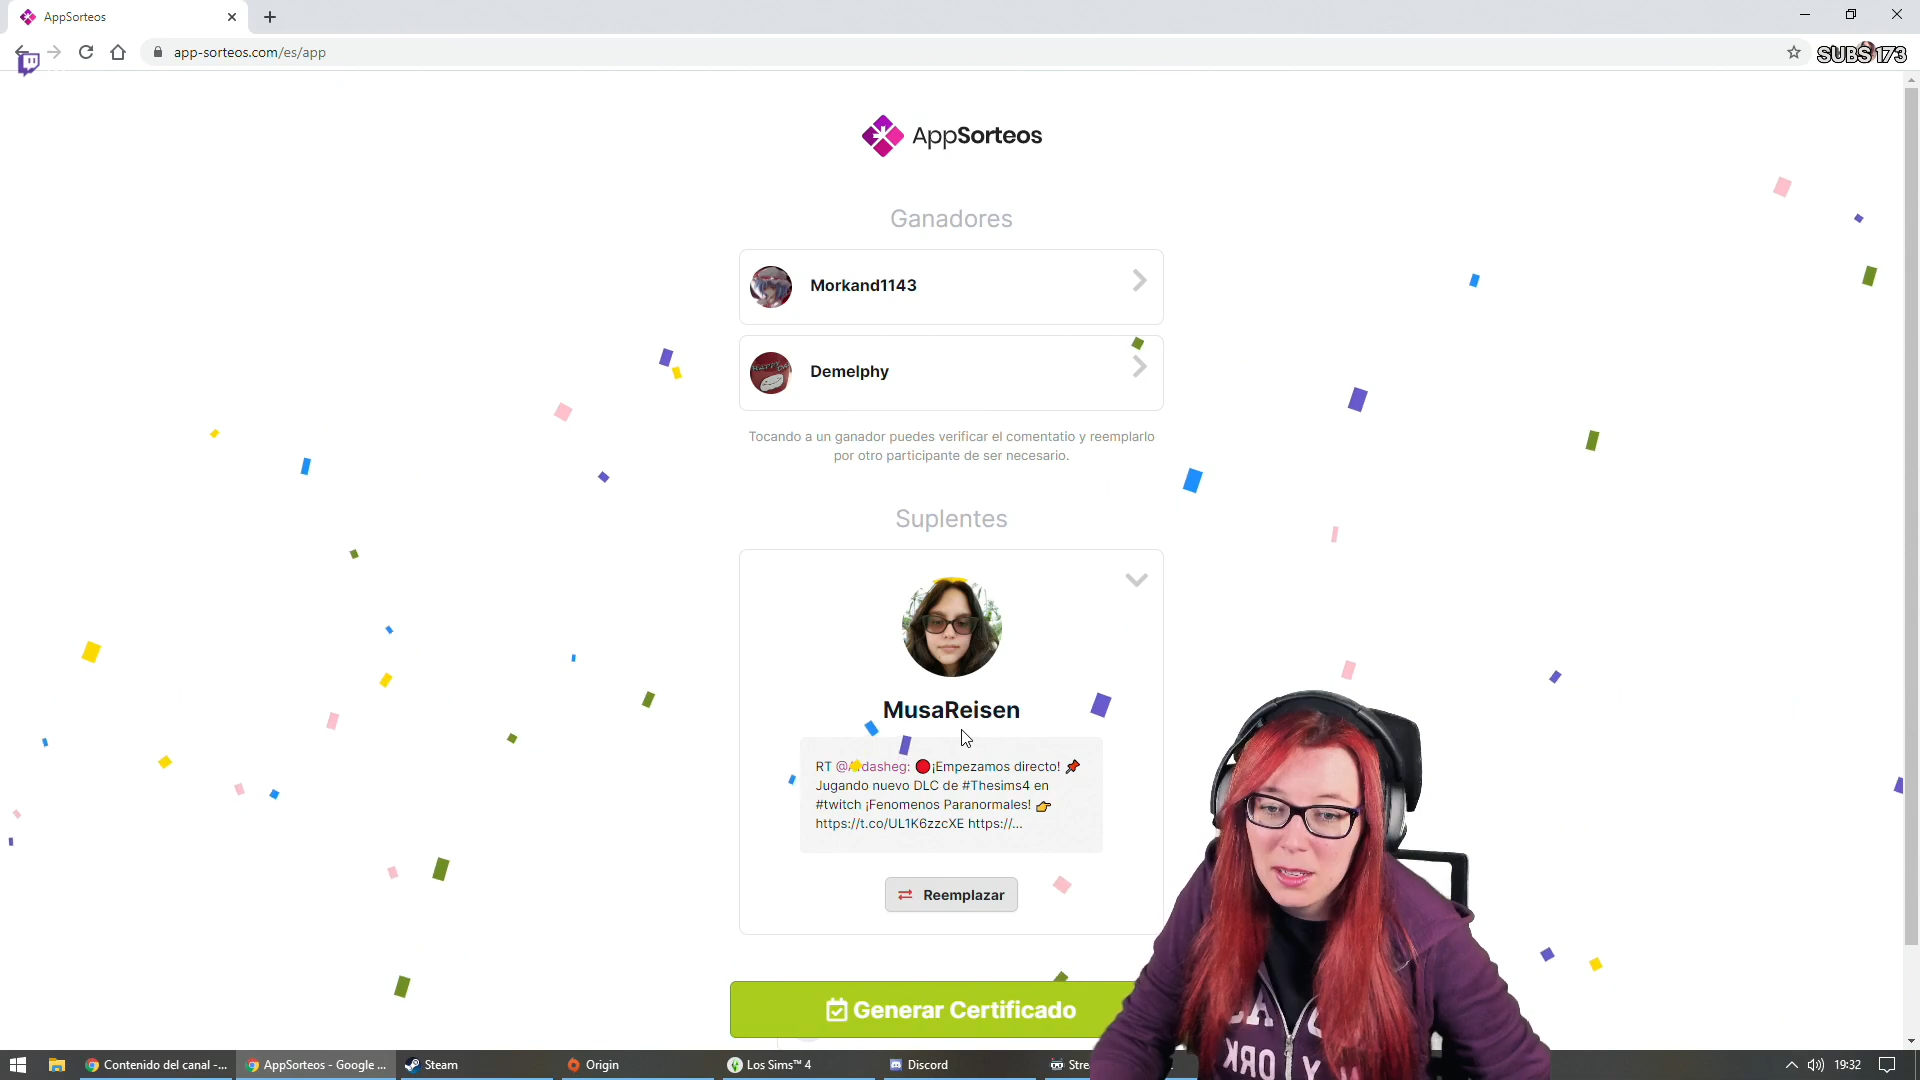 AppSorteos
app-sorteos.com/es/app
SUBS 173
AppSorteos
Ganadores
Morkand1143
Demelphy
Tocando a un ganador puedes verificar el comentatio y reemplarlo
por otro participante de ser necesario.
Suplentes
MusaReisen
RT 🔴¡Empezamos directo! 📌
Jugando nuevo DLC de #Thesims4 en
#twitch ¡Fenomenos Paranormales! 👉
https://t.co/UL1K6zzcXE https://...
Reemplazar
Generar Certificado
Contenido del canal -...
AppSorteos - Google ...
Steam
Origin
Los Sims™ 4
Discord
19:32